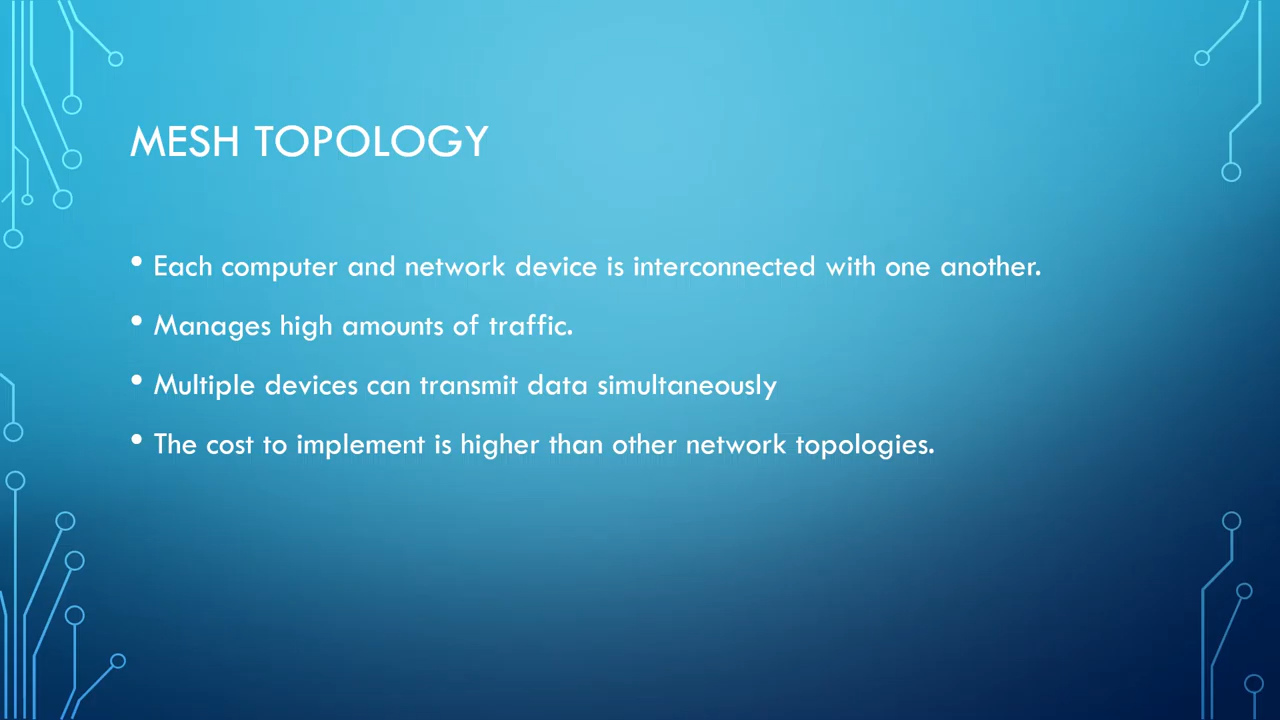 MESH TOPOLOGY
• Each computer and network device is interconnected with one another.
• Manages high amounts of traffic.
• Multiple devices can transmit data simultaneously
• The cost to implement is higher than other network topologies.